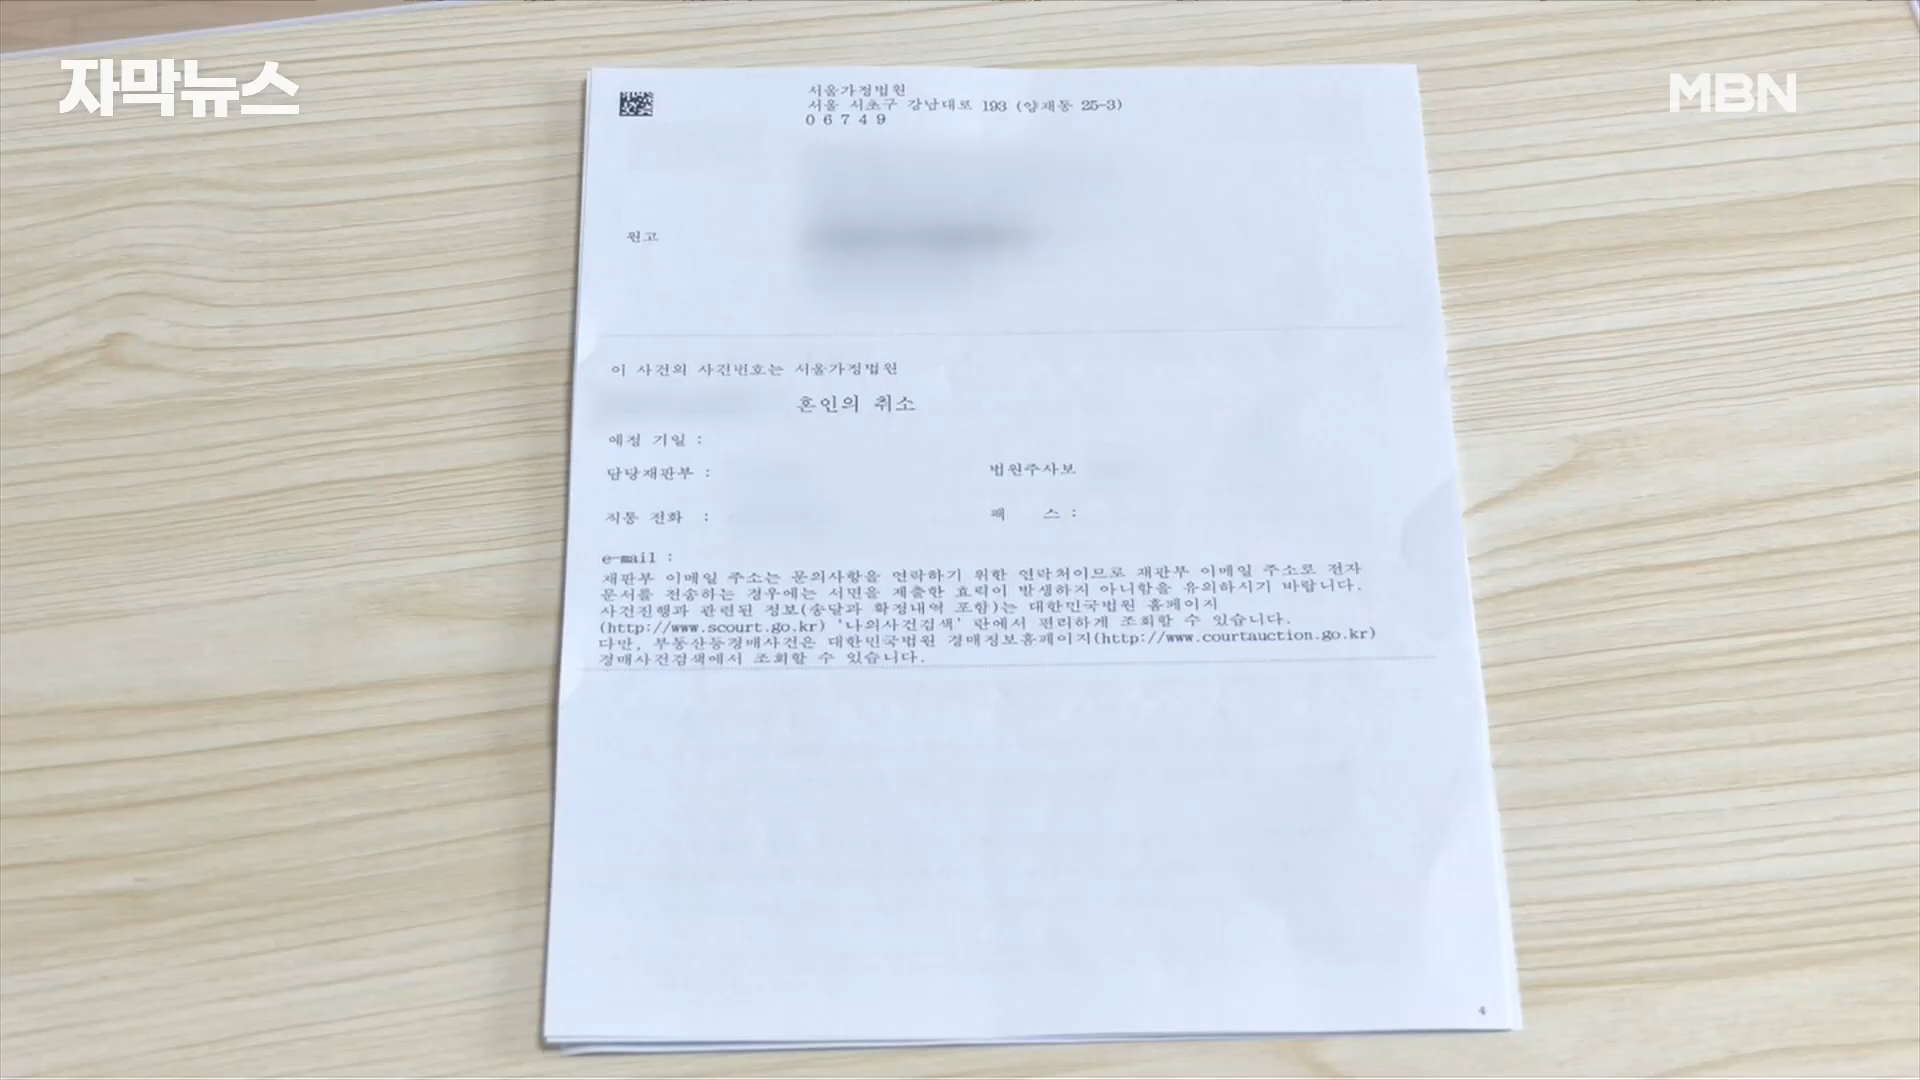 자막뉴스
MBN
서울가정법원
서울 서초구 강남대로 193 (양재동 25-3)
0 6 7 4 9
원고
이 사건의 사건번호는 서울가정법원
혼인의 취소
예정 기일 :
담당재판부 :
법원주사보
직통 전화 :
팩 스 :
e-mail :
재판부 이메일 주소는 문의사항을 연락하기 위한 연락처이므로 재판부 이메일 주소로 전자
문서를 전송하는 경우에는 서면을 제출한 효력이 발생하지 아니함을 유의하시기 바랍니다.
사건진행과 관련된 정보(송달과 확정내역 포함)는 대한민국법원 홈페이지
(http://www.scourt.go.kr) '나의사건검색' 란에서 편리하게 조회할 수 있습니다.
다만, 부동산등경매사건은 대한민국법원 경매정보홈페이지(http://www.courtauction.go.kr)
경매사건검색에서 조회할 수 있습니다.
4